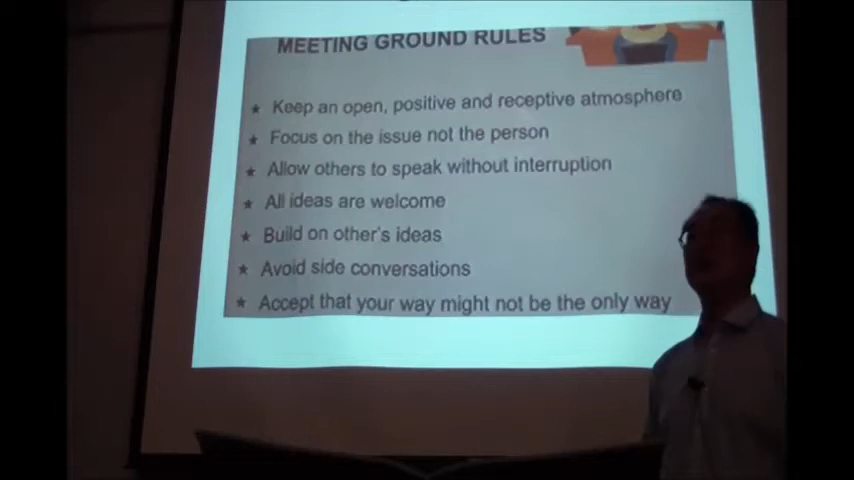 MEETING GROUND RULES
★ Keep an open, positive and receptive atmosphere
★ Focus on the issue not the person
★ Allow others to speak without interruption
★ All ideas are welcome
★ Build on other's ideas
★ Avoid side conversations
★ Accept that your way might not be the only way